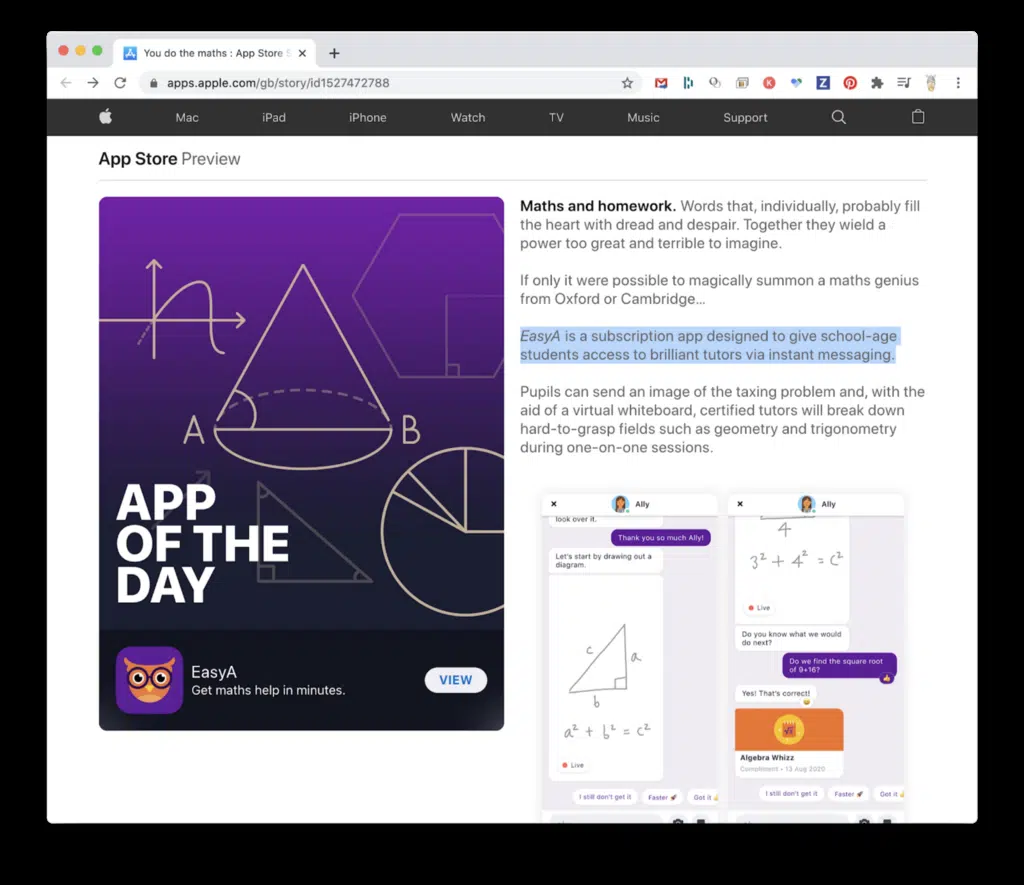 You do the maths : App Store S
apps.apple.com/gb/story/id1527472788
Mac iPad iPhone Watch TV Music Support
App Store Preview
A B
APP
OF THE
DAY
EasyA
Get maths help in minutes.
VIEW
Maths and homework. Words that, individually, probably fill
the heart with dread and despair. Together they wield a
power too great and terrible to imagine.
If only it were possible to magically summon a maths genius
from Oxford or Cambridge...
EasyA is a subscription app designed to give school-age
students access to brilliant tutors via instant messaging.
Pupils can send an image of the taxing problem and, with the
aid of a virtual whiteboard, certified tutors will break down
hard-to-grasp fields such as geometry and trigonometry
during one-on-one sessions.
Ally
look over it.
Thank you so much Ally!
Let's start by drawing out a
diagram.
c a
b
a² + b² = c²
Live
I still don't get it Faster 🚀 Got it
Ally
4
3² + 4² = c²
Live
Do you know what we would
do next?
Do we find the square root
of 9+16?
Yes! That's correct!
Algebra Whizz
Compliment • 13 Aug 2020
I still don't get it Faster 🚀 Got it